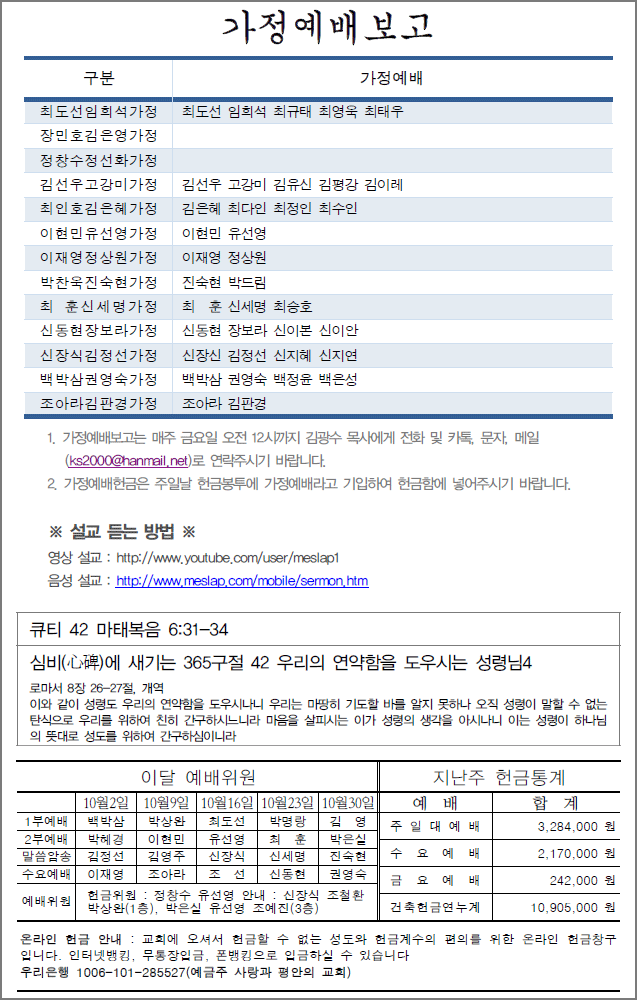 가정예배보고
구분 가정예배
최도선임희석가정 최도선 임희석 최규태 최영욱 최태우
장민호김은영가정
정창수정선화가정
김선우고강미가정 김선우 고강미 김유신 김평강 김이레
최인호김은혜가정 김은혜 최다인 최정인 최수인
이현민유선영가정 이현민 유선영
이재영정상원가정 이재영 정상원
박찬욱진숙현가정 진숙현 박드림
최 훈신세명가정 최 훈 신세명 최승호
신동현장보라가정 신동현 장보라 신이본 신이안
신장식김정선가정 신장신 김정선 신지혜 신지연
백박삼권영숙가정 백박삼 권영숙 백정윤 백은성
조아라김판경가정 조아라 김판경
1. 가정예배보고는 매주 금요일 오전 12시까지 김광수 목사에게 전화 및 카톡, 문자, 메일
(ks2000@hanmail.net)로 연락주시기 바랍니다.
2. 가정예배헌금은 주일날 헌금봉투에 가정예배라고 기입하여 헌금함에 넣어주시기 바랍니다.
※ 설교 듣는 방법 ※
영상 설교 : http://www.youtube.com/user/meslap1
음성 설교 : http://www.meslap.com/mobile/sermon.htm
큐티 42 마태복음 6:31-34
심비(心碑)에 새기는 365구절 42 우리의 연약함을 도우시는 성령님4
로마서 8장 26-27절, 개역
이와 같이 성령도 우리의 연약함을 도우시나니 우리는 마땅히 기도할 바를 알지 못하나 오직 성령이 말할 수 없는
탄식으로 우리를 위하여 친히 간구하시느니라 마음을 살피시는 이가 성령의 생각을 아시나니 이는 성령이 하나님
의 뜻대로 성도를 위하여 간구하심이니라
이달 예배위원
10월2일 10월9일 10월16일 10월23일 10월30일
1부예배 백박삼 박상완 최도선 박명랑 김 영
2부예배 박혜경 이현민 유선영 최 훈 박은실
말씀암송 김정선 김영주 신장식 신세명 진숙현
수요예배 이재영 조아라 조 선 신동현 권영숙
예배위원 헌금위원 : 정창수 유선영 안내 : 신장식 조철환
박상완(1층), 박은실 유선영 조예진(3층)
지난주 헌금통계
예 배 합 계
주 일 대 예 배 3,284,000 원
수 요 예 배 2,170,000 원
금 요 예 배 242,000 원
건축헌금연누계 10,905,000 원
온라인 헌금 안내 : 교회에 오셔서 헌금할 수 없는 성도와 헌금계수의 편의를 위한 온라인 헌금창구
입니다. 인터넷뱅킹, 무통장입금, 폰뱅킹으로 입금하실 수 있습니다
우리은행 1006-101-285527(예금주 사랑과 평안의 교회)